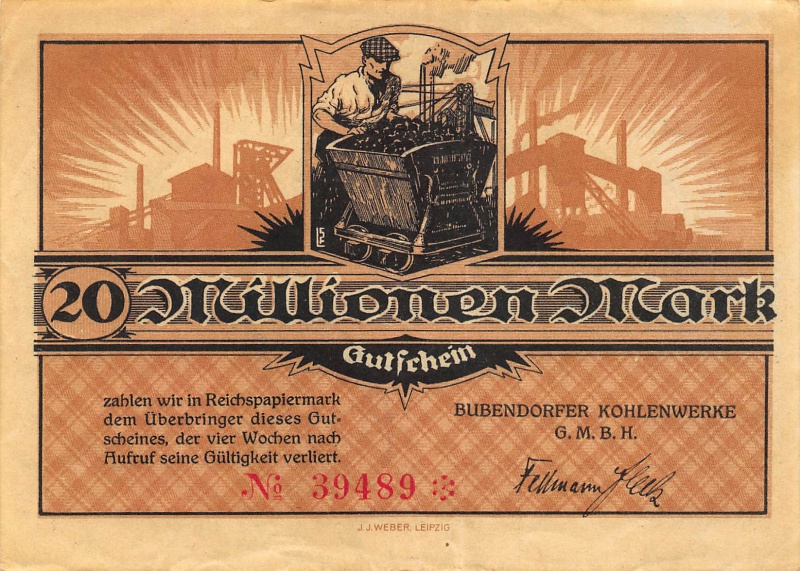 20 Millionen Mark
Gutschein
zahlen wir in Reichspapiermark
dem Überbringer dieses Gut-
scheines, der vier Wochen nach
Aufruf seine Gültigkeit verliert.
BUBENDORFER KOHLENWERKE
G. M. B. H.
№ 39489
J. J. WEBER, LEIPZIG